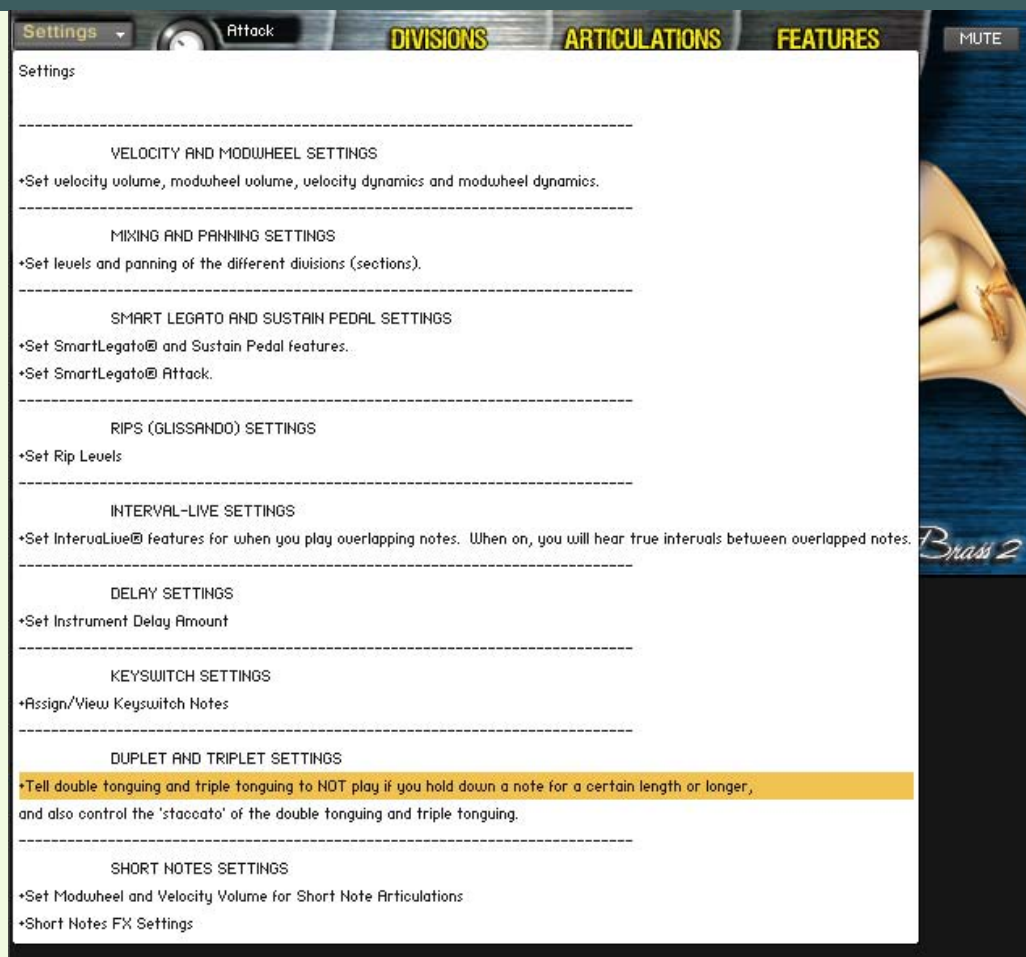 Settings
Attack
DIVISIONS
ARTICULATIONS
FEATURES
MUTE
Settings
VELOCITY AND MODWHEEL SETTINGS
+Set velocity volume, modwheel volume, velocity dynamics and modwheel dynamics.
MIXING AND PANNING SETTINGS
+Set levels and panning of the different divisions (sections).
SMART LEGATO AND SUSTAIN PEDAL SETTINGS
+Set SmartLegato® and Sustain Pedal features.
+Set SmartLegato® Attack.
RIPS (GLISSANDO) SETTINGS
+Set Rip Levels
INTERVAL-LIVE SETTINGS
+Set IntervaLive® features for when you play overlapping notes. When on, you will hear true intervals between overlapped notes.
Brass 2
DELAY SETTINGS
+Set Instrument Delay Amount
KEYSWITCH SETTINGS
+Assign/View Keyswitch Notes
DUPLET AND TRIPLET SETTINGS
+Tell double tonguing and triple tonguing to NOT play if you hold down a note for a certain length or longer,
and also control the 'staccato' of the double tonguing and triple tonguing.
SHORT NOTES SETTINGS
+Set Modwheel and Velocity Volume for Short Note Articulations
+Short Notes FX Settings